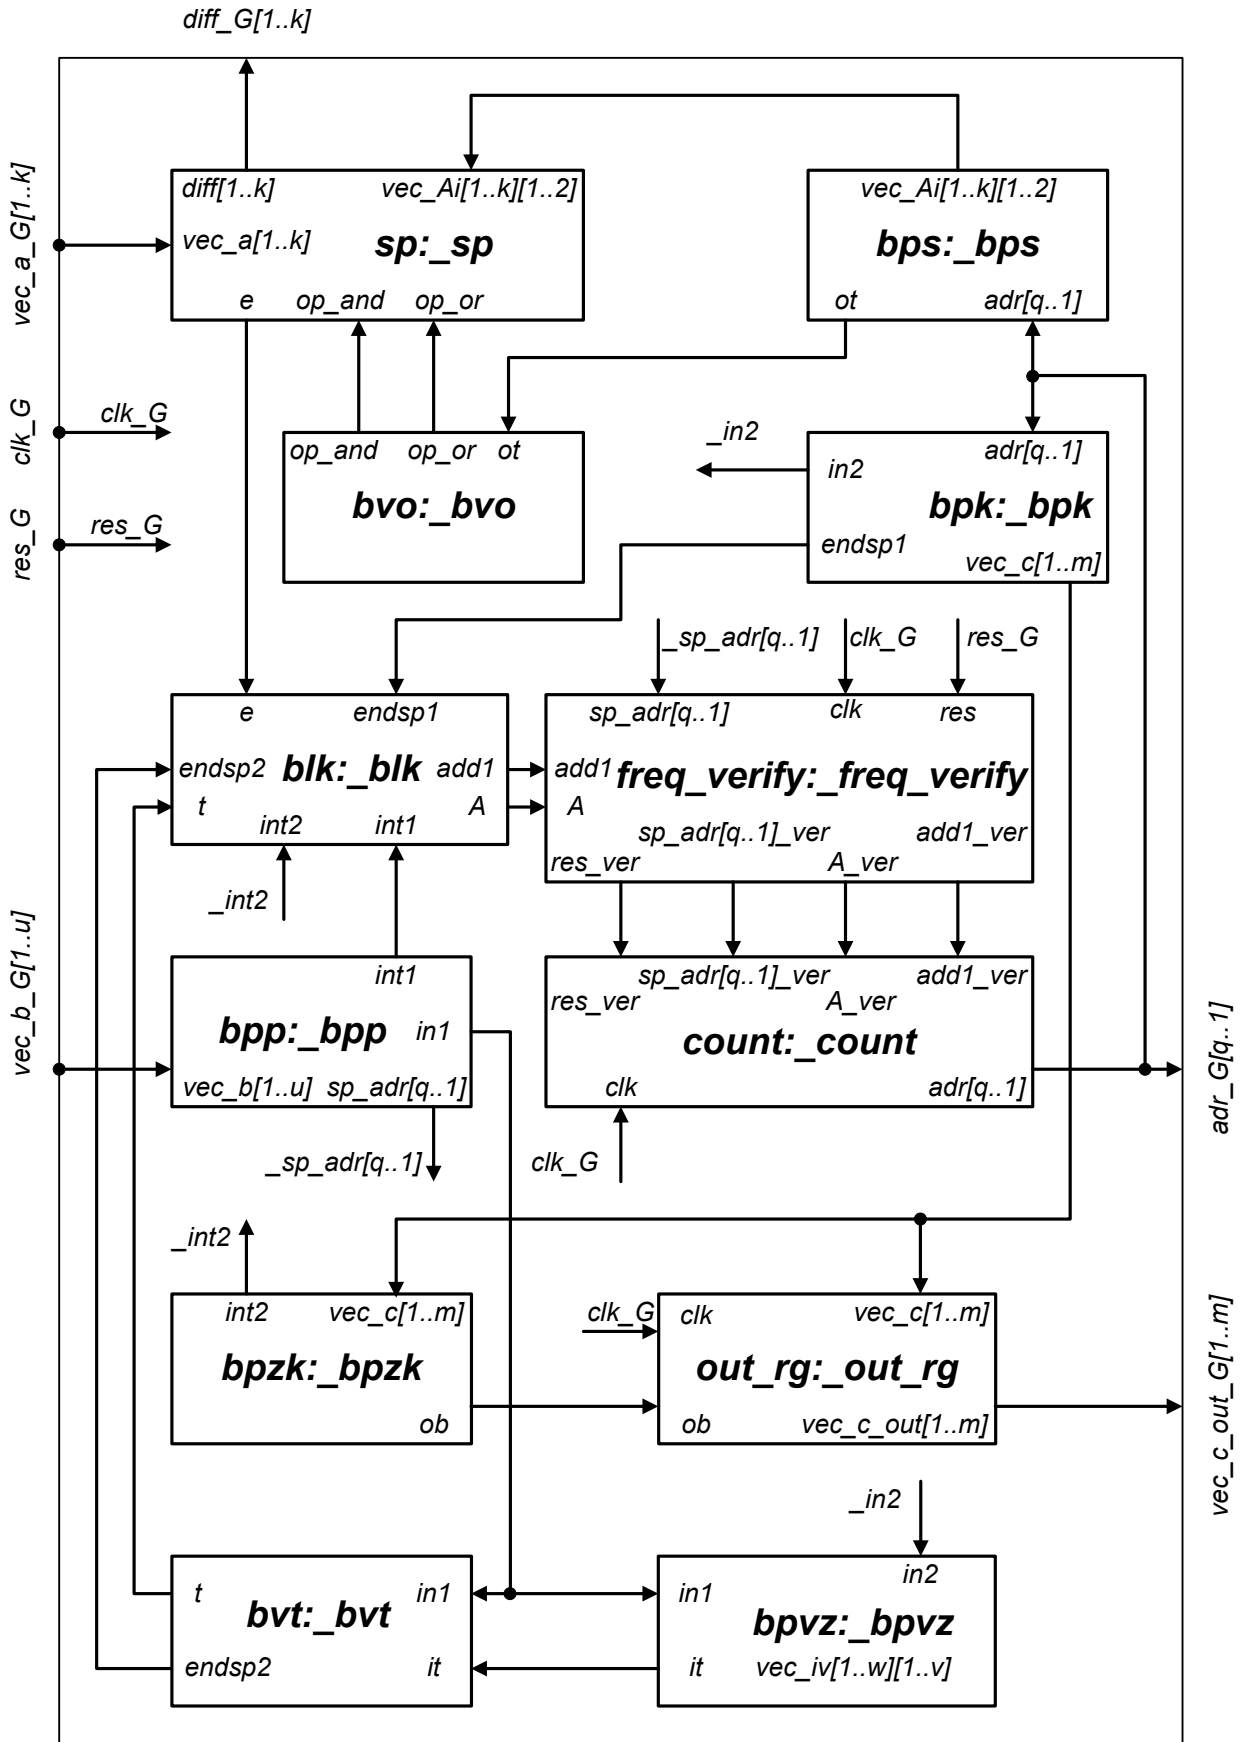 diff_G[1..k]
vec_a_G[1..k]
diff[1..k]
vec_Ai[1..k][1..2]
vec_a[1..k]
sp:_sp
e
op_and
op_or
vec_Ai[1..k][1..2]
bps:_bps
ot
adr[q..1]
clk_G
clk_G
res_G
res_G
op_and
op_or
ot
bvo:_bvo
_in2
adr[q..1]
in2
bpk:_bpk
endsp1
vec_c[1..m]
_sp_adr[q..1]
clk_G
res_G
e
endsp1
endsp2
blk:_blk
add1
t
int2
int1
A
_int2
sp_adr[q..1]
clk
res
add1
freq_verify:_freq_verify
A
sp_adr[q..1]_ver
add1_ver
res_ver
A_ver
vec_b_G[1..u]
int1
bpp:_bpp
in1
vec_b[1..u]
sp_adr[q..1]
_sp_adr[q..1]
sp_adr[q..1]_ver
add1_ver
res_ver
A_ver
count:_count
clk
adr[q..1]
clk_G
adr_G[q..1]
_int2
int2
vec_c[1..m]
bpzk:_bpzk
ob
clk_G
clk
vec_c[1..m]
out_rg:_out_rg
ob
vec_c_out[1..m]
vec_c_out_G[1..m]
_in2
t
in1
bvt:_bvt
endsp2
it
in2
in1
bpvz:_bpvz
it
vec_iv[1..w][1..v]